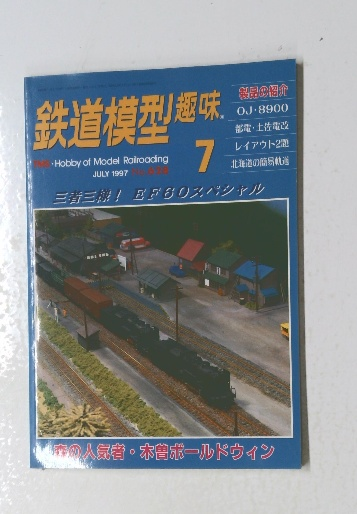 鉄道模型趣味
製品の紹介
OJ・8900
都電・土佐電改
レイアウト2題
北海道の簡易軌道
・Hobby of Model Railroading
JULY 1997
7
三者三様! EF60スペシャル
森の人気者・木曽ボールドウィン